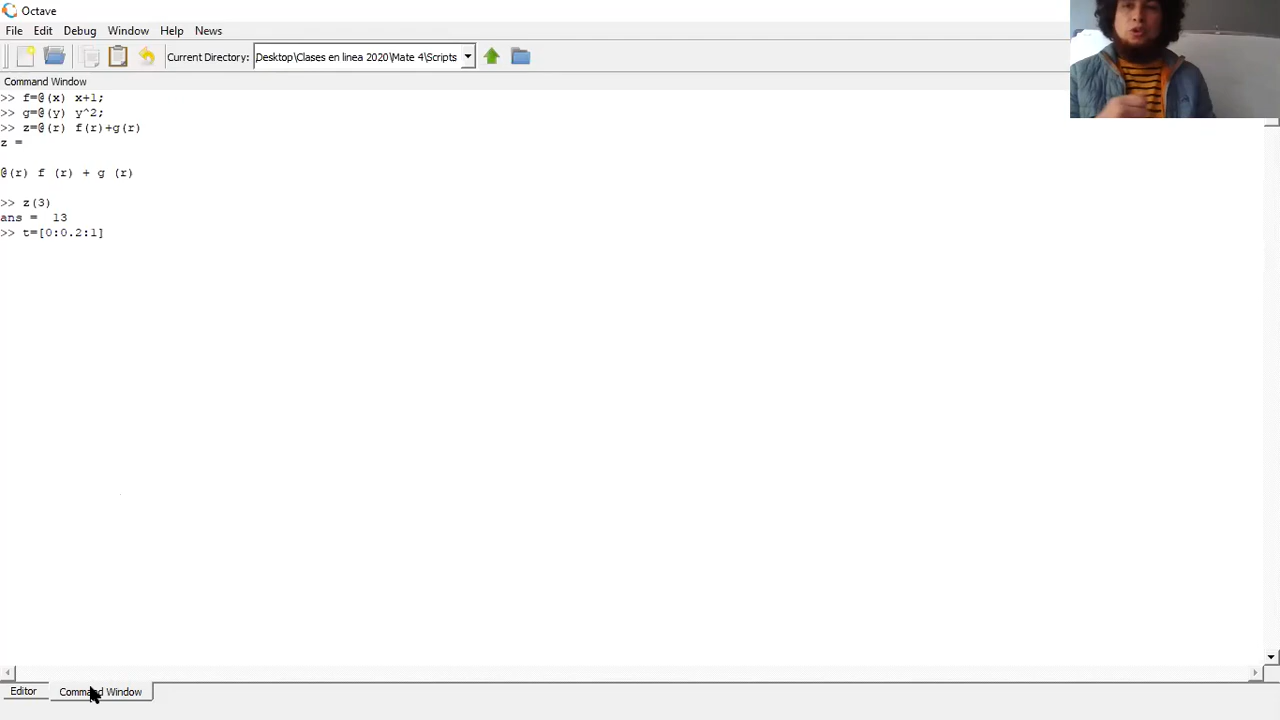 Octave
File Edit Debug Window Help News
Current Directory: Desktop\Clases en linea 2020\Mate 4\Scripts
Command Window
>> f=@(x) x+1;
>> g=@(y) y^2;
>> z=@(r) f(r)+g(r)
z =
@(r) f (r) + g (r)
>> z(3)
ans =  13
>> t=[0:0.2:1]
Editor Command Window